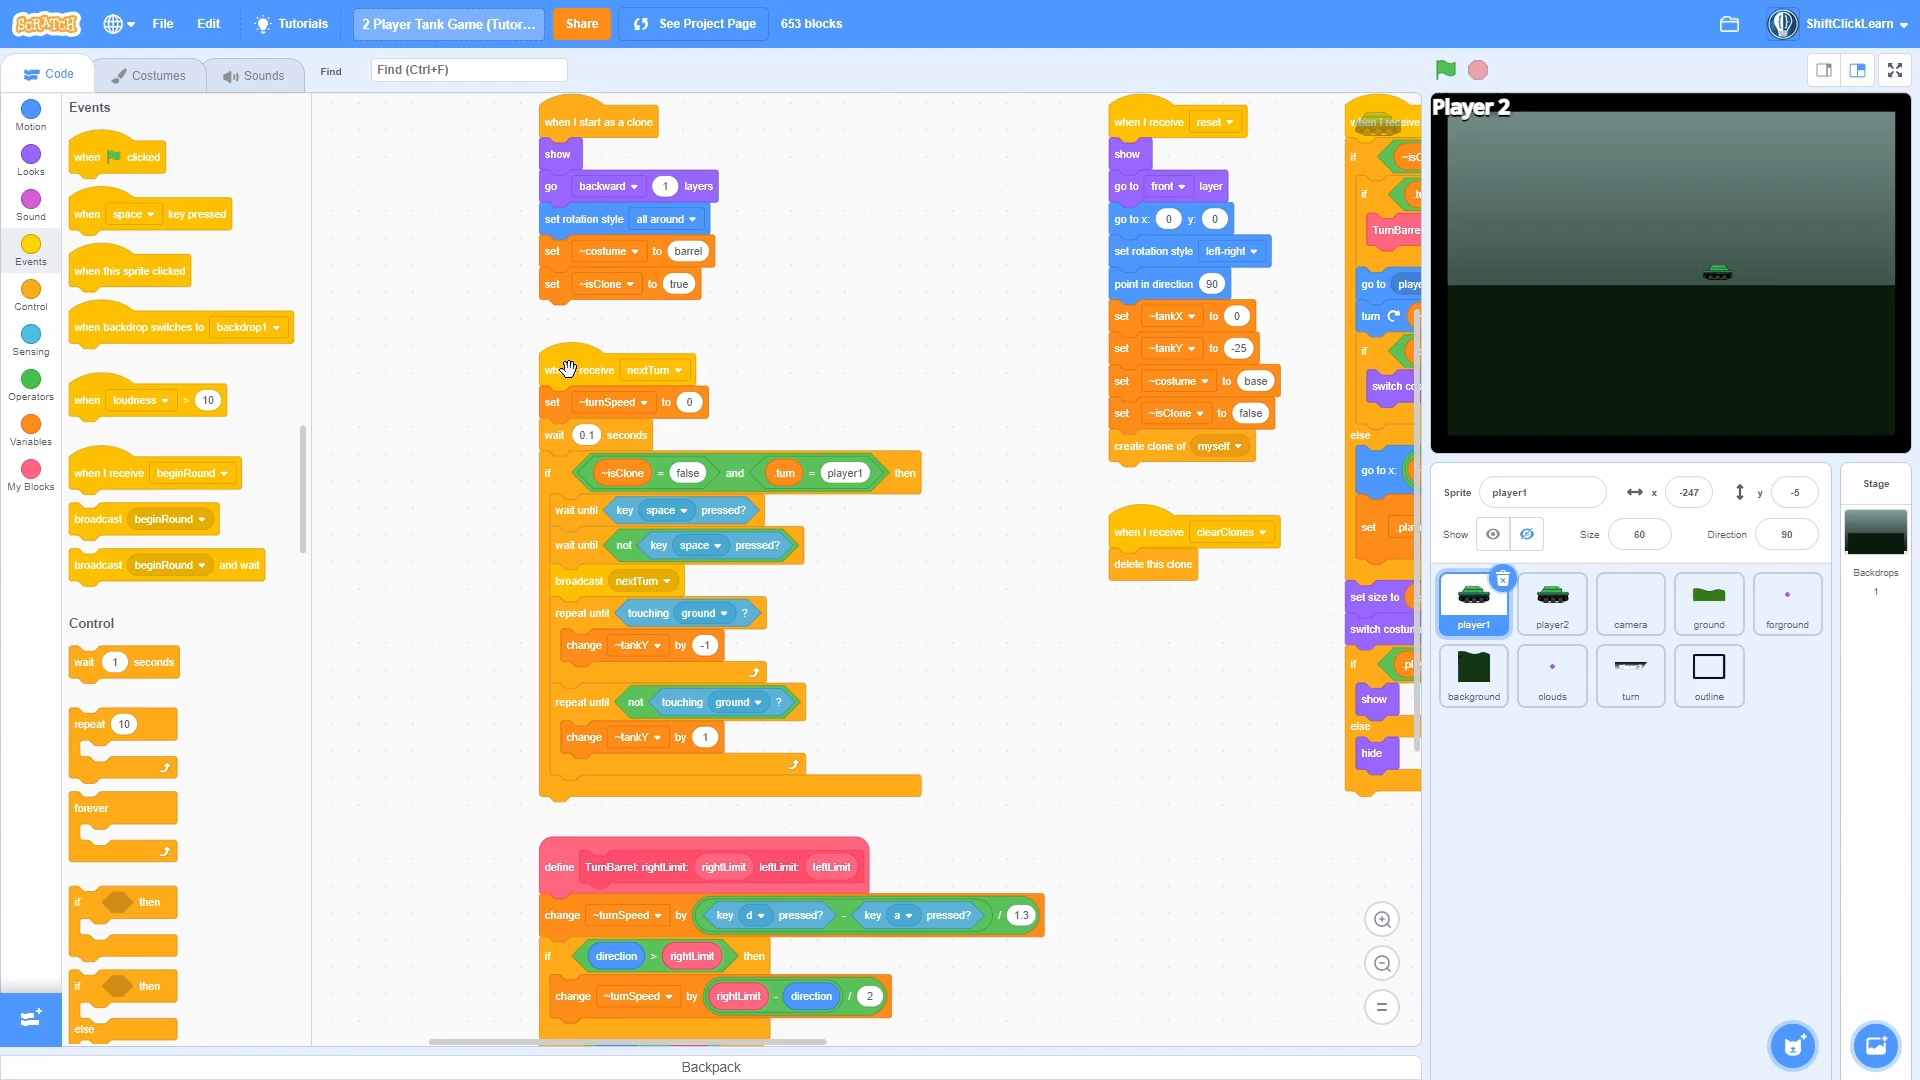 SCRATCH
File
Edit
Tutorials
2 Player Tank Game (Tutor...
Share
See Project Page
653 blocks
ShiftClickLearn
Code
Costumes
Sounds
Find
Find (Ctrl+F)
Motion
Looks
Sound
Events
Control
Sensing
Operators
Variables
My Blocks
Events
when clicked
when space key pressed
when this sprite clicked
when backdrop switches to backdrop1
when loudness > 10
when I receive beginRound
broadcast beginRound
broadcast beginRound and wait
Control
wait 1 seconds
repeat 10
forever
if then
if then
else
when I start as a clone
show
go backward 1 layers
set rotation style all around
set ~costume to barrel
set ~isClone to true
receive nextTurn
set ~turnSpeed to 0
wait 0.1 seconds
if ~isClone = false and .turn = player1 then
wait until key space pressed?
wait until not key space pressed?
broadcast nextTurn
repeat until touching ground ?
change ~tankY by -1
repeat until not touching ground ?
change ~tankY by 1
define TurnBarrel: rightLimit: rightLimit leftLimit: leftLimit
change ~turnSpeed by key d pressed? - key a pressed? / 1.3
if direction > rightLimit then
change ~turnSpeed by rightLimit - direction / 2
when I receive reset
show
go to front layer
go to x: 0 y: 0
set rotation style left-right
point in direction 90
set ~tankX to 0
set ~tankY to -25
set ~costume to base
set ~isClone to false
create clone of myself
when I receive clearClones
delete this clone
when I receive
if
if
TurnBarre
go to
turn
if
switch
else
go to x:
set
set size to
switch costum
if
show
else
hide
Player 2
Sprite player1 x -247 y -5
Show Size 60 Direction 90
player1
player2
camera
ground
forground
background
clouds
turn
outline
Stage
Backdrops
1
Backpack